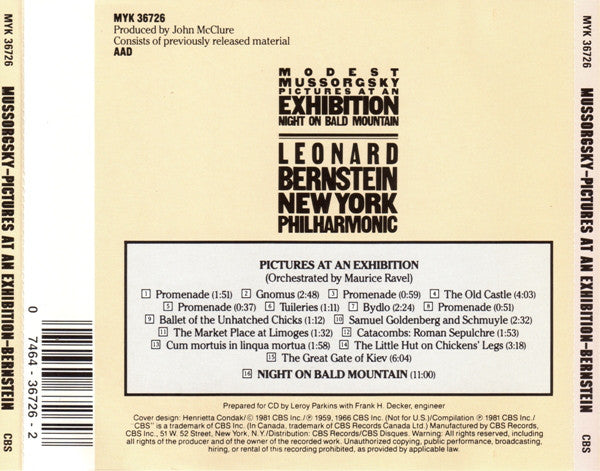 MYK 36726
MUSSORGSKY—PICTURES AT AN EXHIBITION—BERNSTEIN
CBS
MYK 36726
Produced by John McClure
Consists of previously released material
AAD
MODEST
MUSSORGSKY
PICTURES AT AN
EXHIBITION
NIGHT ON BALD MOUNTAIN
LEONARD
BERNSTEIN
NEW YORK
PHILHARMONIC
PICTURES AT AN EXHIBITION
(Orchestrated by Maurice Ravel)
1 Promenade (1:51) 2 Gnomus (2:48) 3 Promenade (0:59) 4 The Old Castle (4:03)
5 Promenade (0:37) 6 Tuileries (1:11) 7 Bydlo (2:24) 8 Promenade (0:51)
9 Ballet of the Unhatched Chicks (1:12) 10 Samuel Goldenberg and Schmuyle (2:32)
11 The Market Place at Limoges (1:32) 12 Catacombs: Roman Sepulchre (1:53)
13 Cum mortuis in lingua mortua (1:58) 14 The Little Hut on Chickens' Legs (3:18)
15 The Great Gate of Kiev (6:04)
16 NIGHT ON BALD MOUNTAIN (11:00)
Prepared for CD by Leroy Parkins with Frank H. Decker, engineer
Cover design: Henrietta Condak/© 1981 CBS Inc./℗ 1959, 1966 CBS Inc. (Not for U.S.)/Compilation ℗ 1981 CBS Inc./
"CBS" is a trademark of CBS Inc. (In Canada, trademark of CBS Records Canada Ltd.) Manufactured by CBS Records,
CBS Inc., 51 W. 52 Street, New York, N.Y./Distribution: CBS Records/CBS Disques. Warning: All rights reserved, including
all rights of the producer and of the owner of the recorded work. Unauthorized copying, public performance, broadcasting,
hiring, or rental of this recording is prohibited, as provided by applicable law.
0 7464-36726-2
MYK 36726
MUSSORGSKY—PICTURES AT AN EXHIBITION—BERNSTEIN
CBS